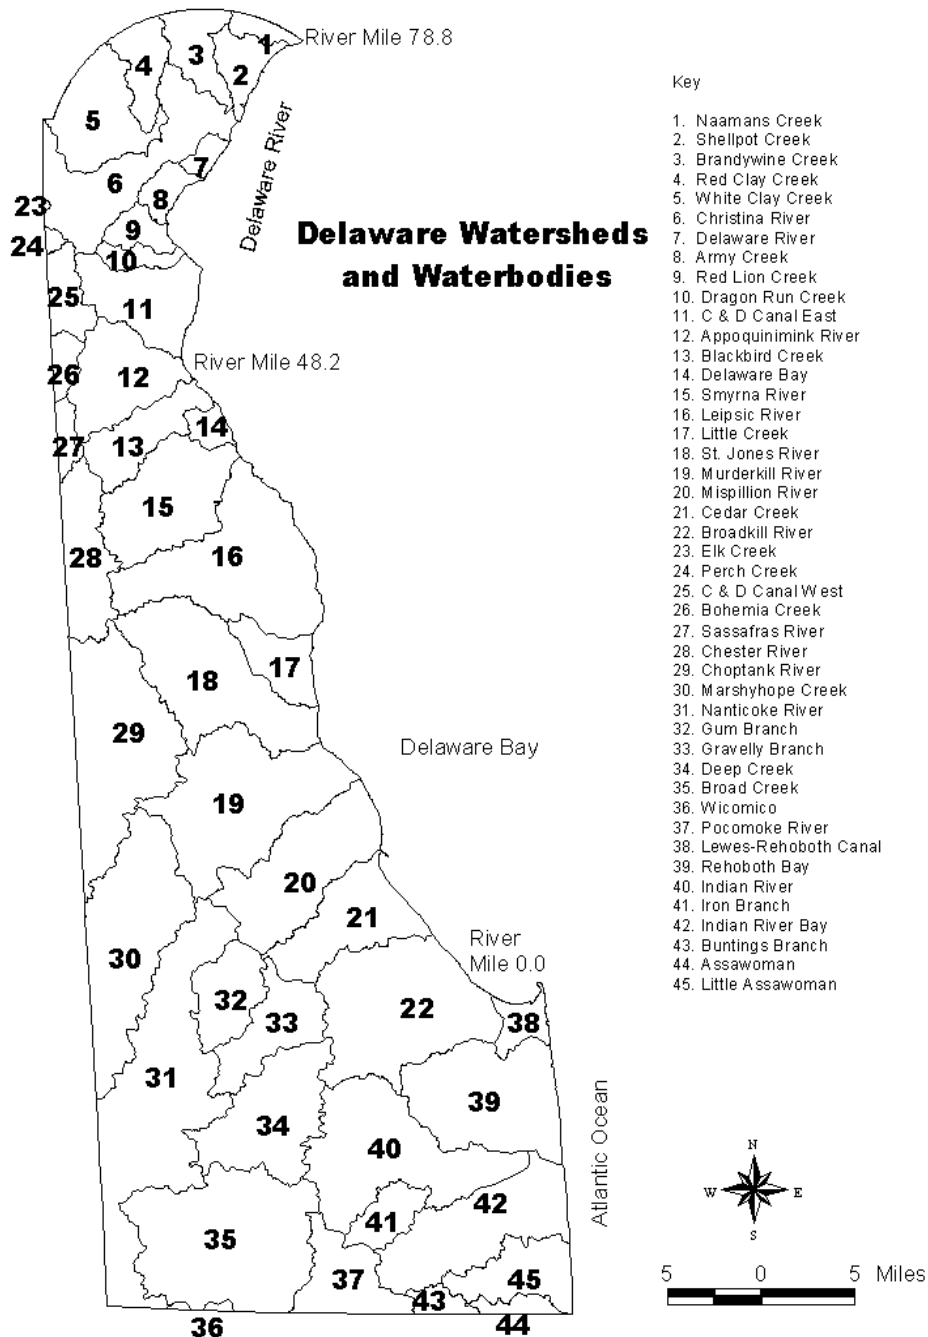 River Mile 78.8
1
4
3
2
5
Delaware River
7
6
8
23
9
24
10
25
11
Delaware Watersheds
and Waterbodies
River Mile 48.2
26
12
14
27
13
15
28
16
17
18
29
Delaware Bay
19
20
21
River
Mile 0.0
30
32
33
22
38
31
39
34
40
Atlantic Ocean
42
41
35
37
45
43
36
44
Key
1. Naamans Creek
2. Shellpot Creek
3. Brandywine Creek
4. Red Clay Creek
5. White Clay Creek
6. Christina River
7. Delaware River
8. Army Creek
9. Red Lion Creek
10. Dragon Run Creek
11. C & D Canal East
12. Appoquinimink River
13. Blackbird Creek
14. Delaware Bay
15. Smyrna River
16. Leipsic River
17. Little Creek
18. St. Jones River
19. Murderkill River
20. Mispillion River
21. Cedar Creek
22. Broadkill River
23. Elk Creek
24. Perch Creek
25. C & D Canal West
26. Bohemia Creek
27. Sassafras River
28. Chester River
29. Choptank River
30. Marshyhope Creek
31. Nanticoke River
32. Gum Branch
33. Gravelly Branch
34. Deep Creek
35. Broad Creek
36. Wicomico
37. Pocomoke River
38. Lewes-Rehoboth Canal
39. Rehoboth Bay
40. Indian River
41. Iron Branch
42. Indian River Bay
43. Buntings Branch
44. Assawoman
45. Little Assawoman
N
W E
S
5 0 5 Miles